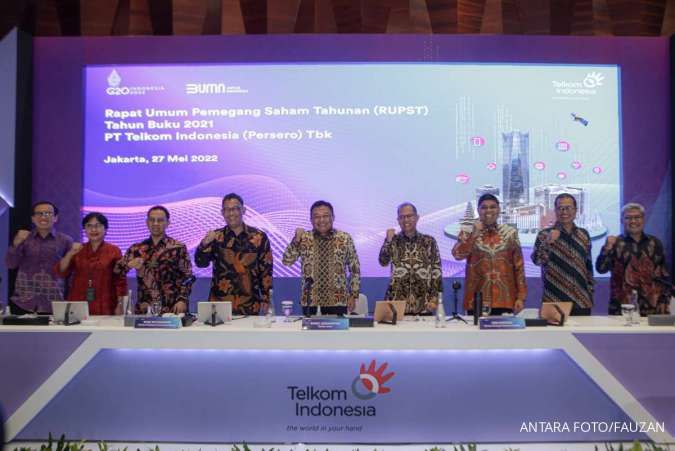 G20 INDONESIA 2022
BUMN
Telkom
Indonesia
Rapat Umum Pemegang Saham Tahunan (RUPST)
Tahun Buku 2021
PT Telkom Indonesia (Persero) Tbk
Jakarta, 27 Mei 2022
Telkom
Indonesia
the world in your hand
ANTARA FOTO/FAUZAN